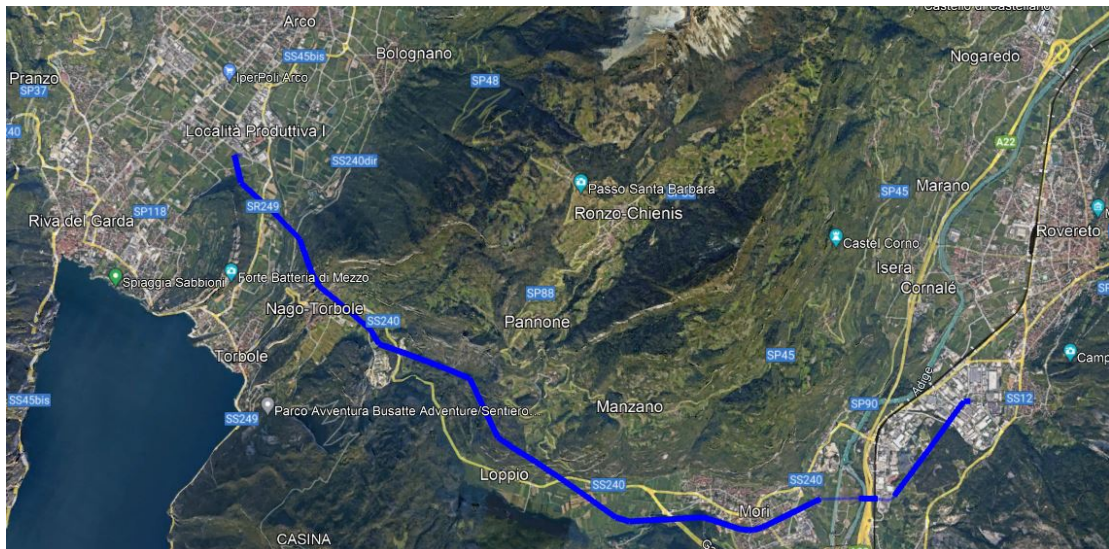 Castello di Castellano
Arco
Nogaredo
SS45bis
Bolognano
A22
IperPoli Arco
Pranzo
SP48
SP37
240
Località Produttiva I
SS240dir
Passo Santa Barbara
SP45
Marano
SR249
SP118
Ronzo-Chienis
Riva del Garda
Rovereto
Castel Corno
Isera
Spiaggia Sabbioni
Forte Batteria di Mezzo
Cornalé
SP88
Nago-Torbole
SS240
Pannone
Torbole
SP45
Adige
Camp
SS45bis
SS249
Parco Avventura Busatte Adventure/Sentiero...
Manzano
SP90
SS12
Loppio
SS240
SS240
Mori
CASINA